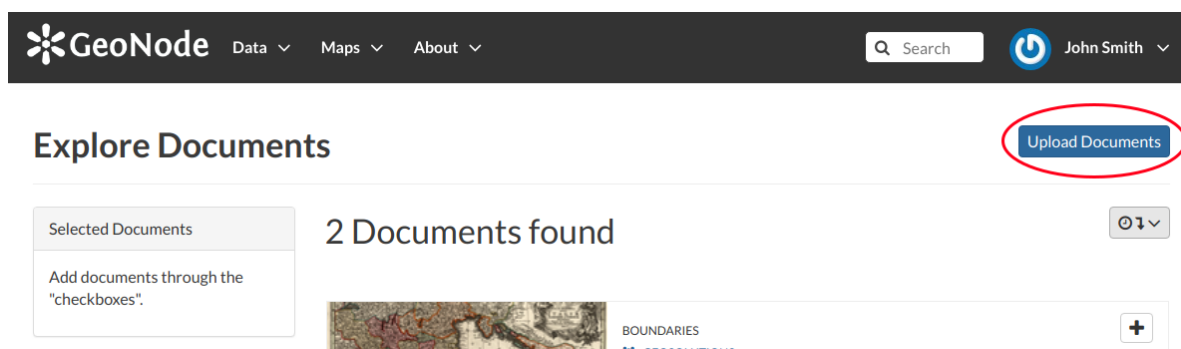 GeoNode Data Maps About Search John Smith
Explore Documents
Upload Documents
Selected Documents
Add documents through the
"checkboxes".
2 Documents found
BOUNDARIES